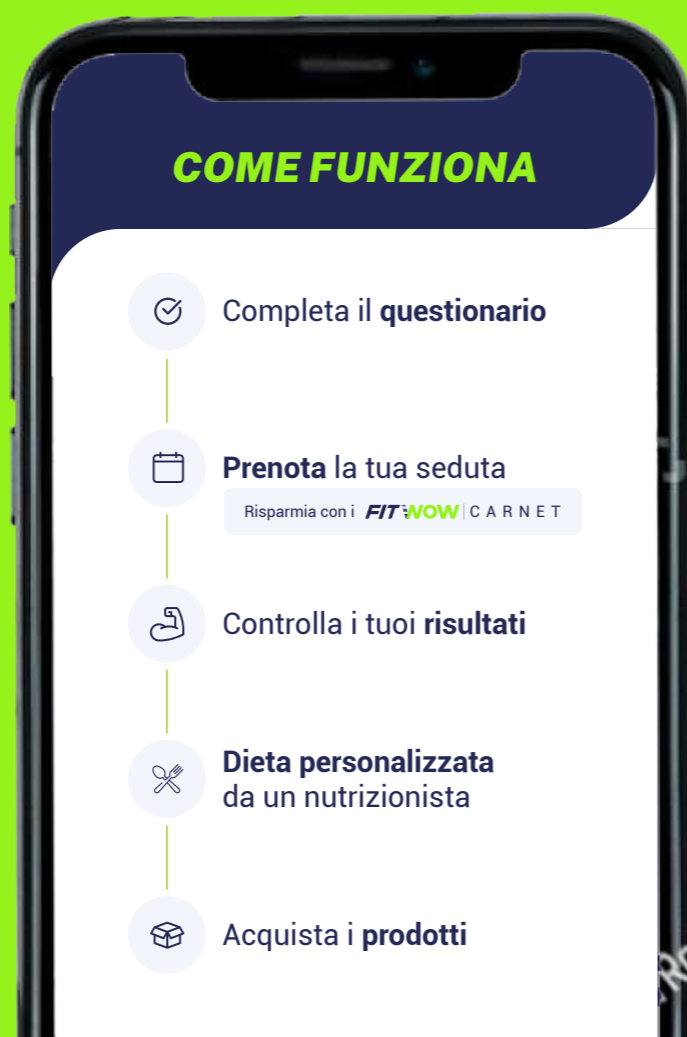 COME FUNZIONA
Completa il questionario
Prenota la tua seduta
Risparmia con i FIT NOW | CARNET
Controlla i tuoi risultati
Dieta personalizzata
da un nutrizionista
Acquista i prodotti